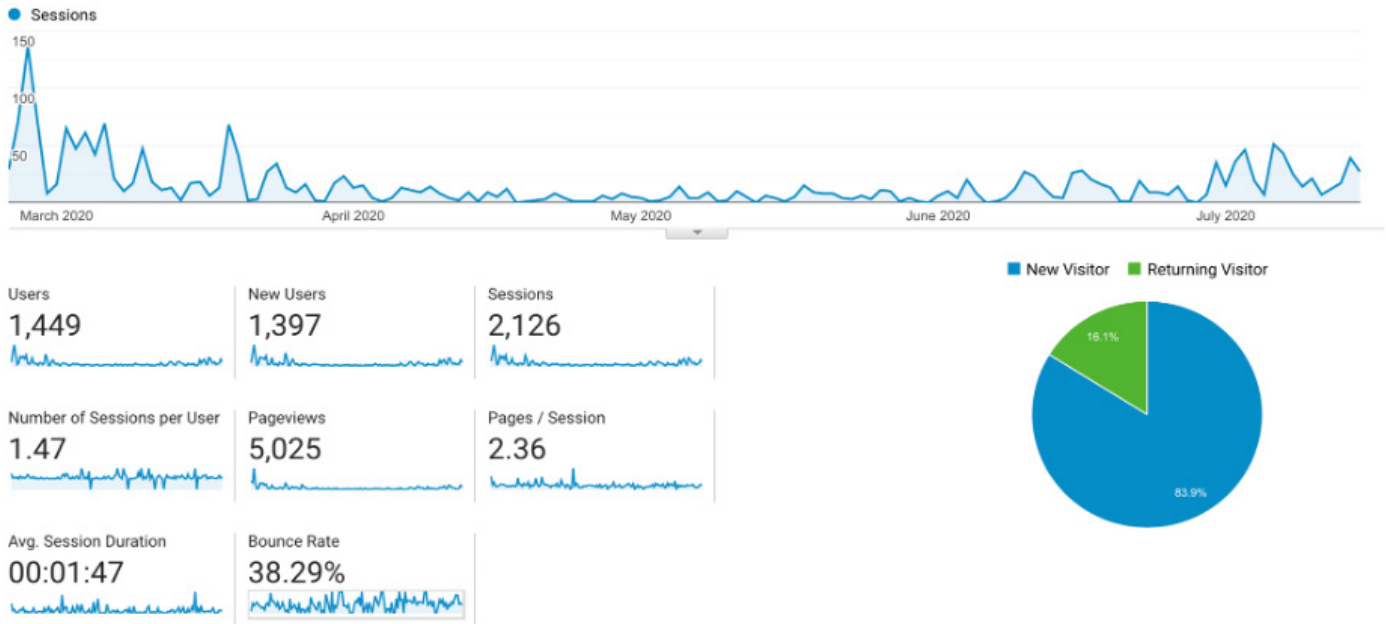 Sessions
150
100
50
March 2020 April 2020 May 2020 June 2020 July 2020
New Visitor Returning Visitor
Users New Users Sessions
1,449 1,397 2,126
16.1%
Number of Sessions per User Pageviews Pages / Session
1.47 5,025 2.36
83.9%
Avg. Session Duration Bounce Rate
00:01:47 38.29%